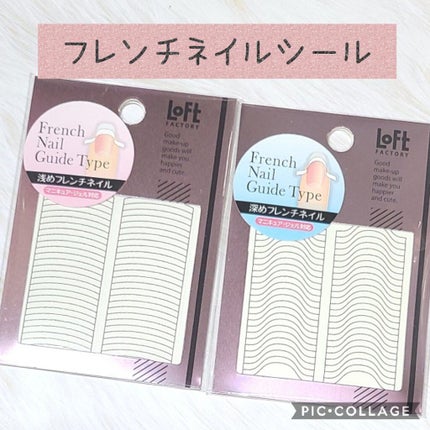 フレンチネイルシール
LOFT
FACTORY
Good
make-up
goods will
make you
happier
and cute.
French
Nail
Guide Type
浅めフレンチネイル
マニキュア・ジェル対応
LOFT
FACTORY
Good
make-up
goods will
make you
happier
and cute.
French
Nail
Guide Type
深めフレンチネイル
マニキュア・ジェル対応
PIC•COLLAGE